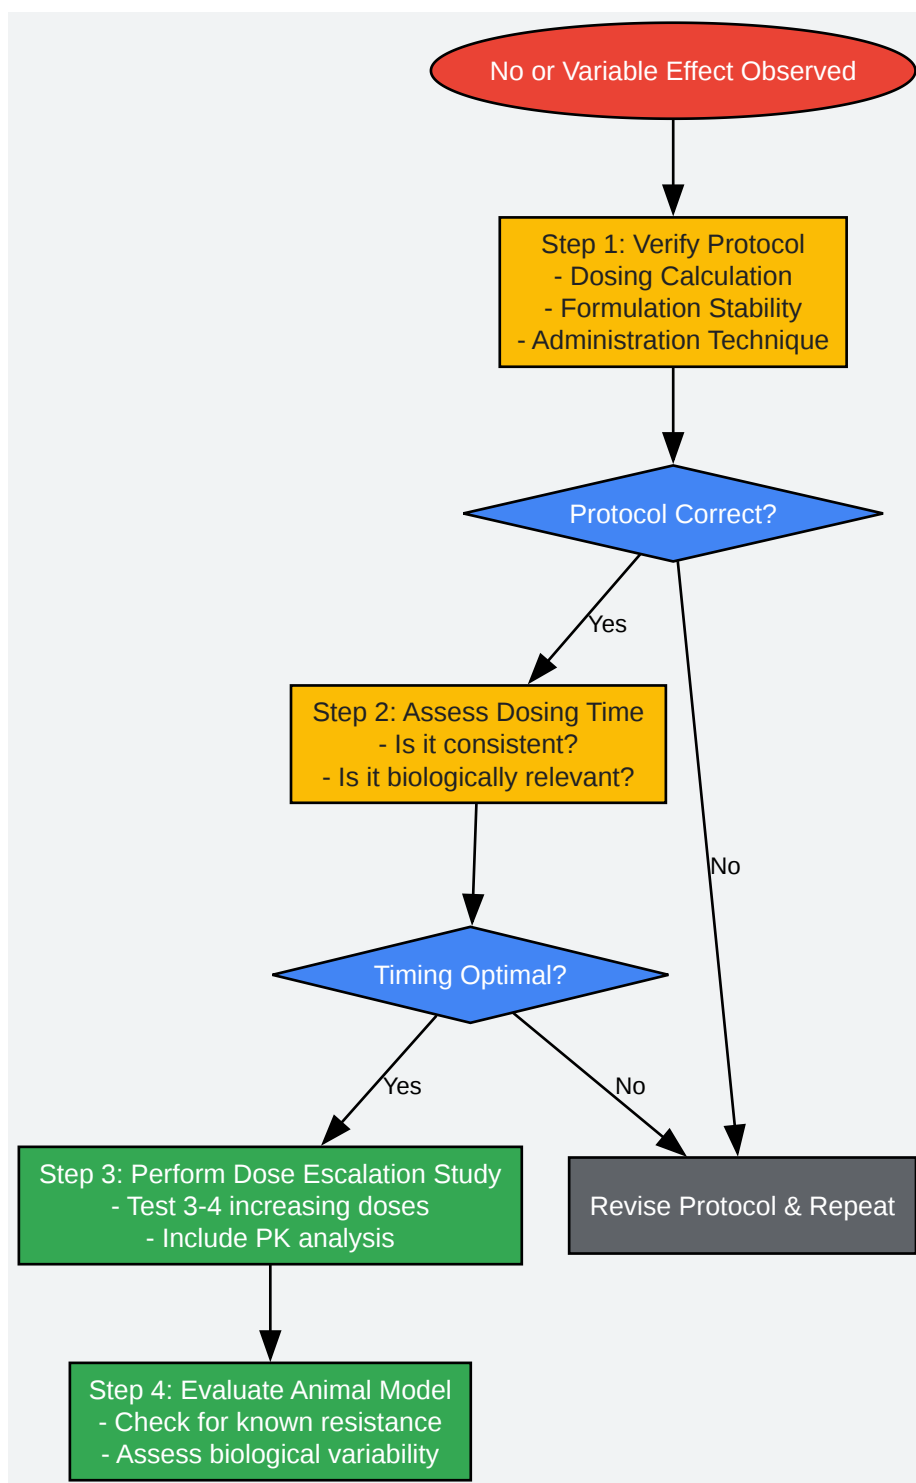 No or Variable Effect Observed
Step 1: Verify Protocol
- Dosing Calculation
- Formulation Stability
- Administration Technique
Protocol Correct?
Yes
Step 2: Assess Dosing Time
- Is it consistent?
- Is it biologically relevant?
No
Timing Optimal?
Yes
No
Step 3: Perform Dose Escalation Study
- Test 3-4 increasing doses
- Include PK analysis
Revise Protocol & Repeat
Step 4: Evaluate Animal Model
- Check for known resistance
- Assess biological variability